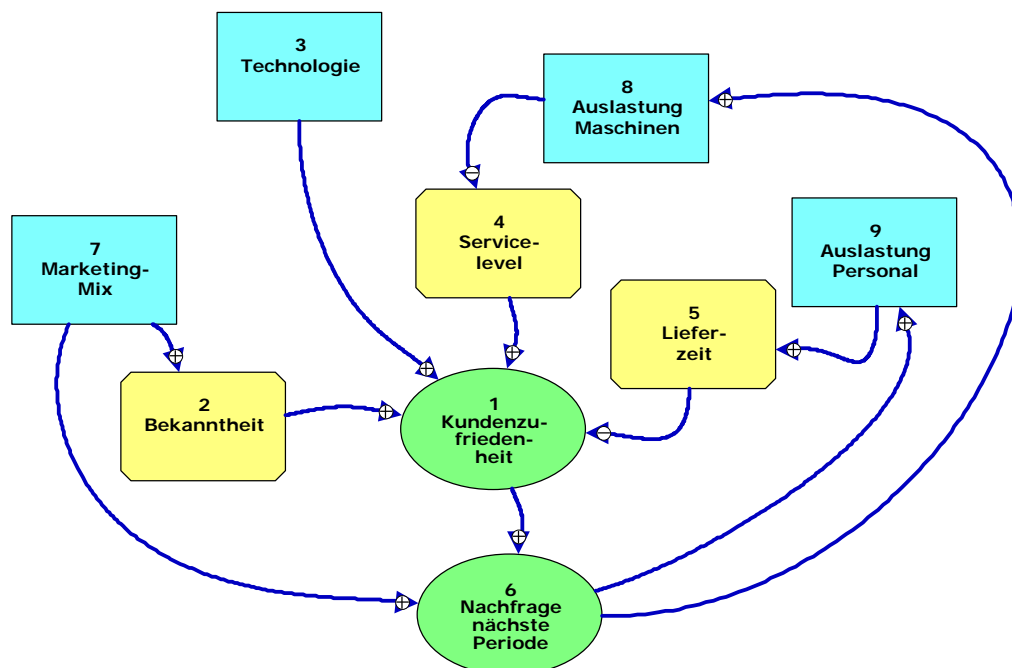 3
Technologie
8
Auslastung
Maschinen
4
Service-
level
7
Marketing-
Mix
9
Auslastung
Personal
5
Liefer-
zeit
2
Bekanntheit
1
Kundenzu-
frieden-
heit
6
Nachfrage
nächste
Periode